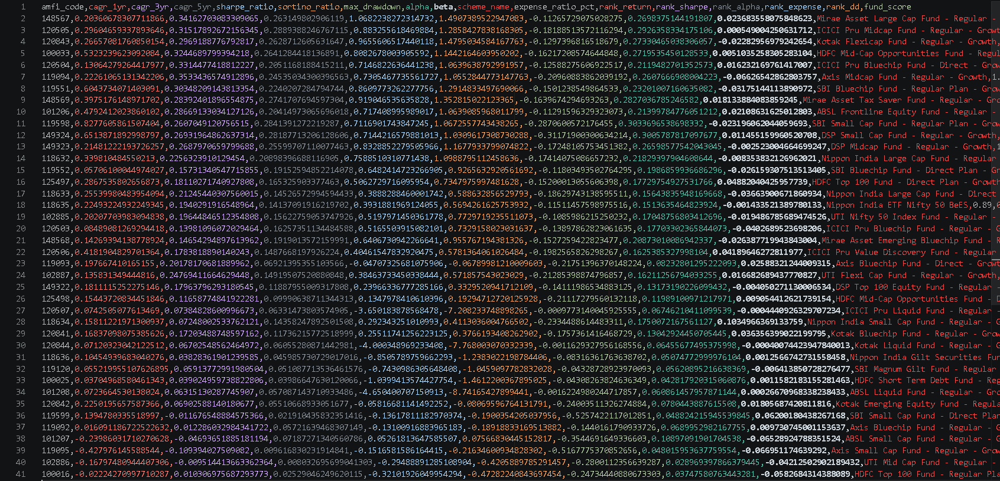 1 amfi_code,cagr_1yr,cagr_3yr,cagr_5yr,sharpe_ratio,sortino_ratio,max_drawdown,alpha,beta,scheme_name,expense_ratio_pct,rank_return,rank_sharpe,rank_alpha,rank_expense,rank_dd,fund_score
2 148567,0.20360678307711866,0.34162703083309065,0.263149802906119,1.0682238272314732,1.4907389522947083,-0.11265729075028275,0.2698375144191807,0.023683558075848623,Mirae Asset Large Cap Fund - Regular -
3 120505,0.29604659337893646,0.31517892672156345,0.2889388246767115,0.883255618469884,1.2858427838168305,-0.1818851357211629­4,0.2926358334175106,0.000549004250631712,ICICI Pru Midcap Fund - Regular - Growt
4 120843,0.26657081760850154,0.2969188776792817,0.2628712605631647,0.9655606517440118,1.4795034584167763,-0.1297396816518679,0.27330465038306057,-0.02282956979242654,Kotak Flexicap Fund - Regular - Growth,
5 100033,0.5323239623092084,0.3244689799394218,0.2641284418136891,0.8082678003905592,1.1442164603950202,-0.16217208574644848,0.2719535450128533,0.0051035258305283104,HDFC Mid-Cap Opportunities Fund - Regul
6 120504,0.13064279264417977,0.3314477418812227,0.2051168188415211,0.7146822636441238,1.0639638792991957,-0.1258827560692­2517,0.2119482701352573,0.016232169761417007,ICICI Pru Bluechip Fund - Direct - Grow
7 119094,0.22261065131342206,0.3533436574912896,0.24535034300396563,0.7305467735561727,1.0552844773147763,-0.20960883862039192,0.2607666908004223,-0.06626542862803757,Axis Midcap Fund - Regular - Growth,1.
8 119551,0.6043734071403091,0.30348209143813354,0.2240207284794744,0.8609773262277756,1.2914833497690066,-0.1501238549864533,0.23201007160635082,-0.03175144113890972,SBI Bluechip Fund - Regular Plan - Grow
9 148569,0.3975176148971702,0.28392401896554875,0.2741707694597304,0.919046535635828,1.352815022123365,-0.1639674294693263,0.2827036785246582,0.018133884083859245,Mirae Asset Tax Saver Fund - Regular - Gro
10 101206,0.4792412023860102,0.28669133034127126,0.20414973065696018,0.717408995989017,1.0639085968011799,-0.11291596329323073,0.21399784776051212,0.02108631625012803,ABSL Frontline Equity Fund - Regular -
11 119598,0.8277605861507404,0.2607049120756515,0.2841391272219287,0.7116901743847245,1.0672557743438265,-0.2870600572176455,0.3033696538698332,-0.023196062044059693,SBI Small Cap Fund - Regular Plan - Gr
12 149324,0.6513871892998797,0.26931964862637314,0.28187713206128606,0.7144216579881013,1.0309617308730288,-0.31171900300634214,0.3005787817097677,0.011455159960520708,DSP Small Cap Fund - Regular - Growth,
13 149323,0.21481222193726257,0.2687970659799688,0.25599707110077463,0.8328852279505966,1.1677933799074822,-0.17248105753451382,0.26598577542043045,-0.002523004664699247,DSP Midcap Fund - Regular - Growth,1
14 118632,0.339810484550213,0.2256323910129454,0.20898396688116905,0.7588510310771438,1.0988795112458636,-0.17414075086657232,0.21829397904608644,-0.008353832126962021,Nippon India Large Cap Fund - Regular
15 119552,0.05706100044974027,0.15731340547715855,0.19152594852214078,0.6482414723266905,0.9265632920561692,-0.11803493502764295,0.1986859936686296,-0.026159307513513405,SBI Bluechip Fund - Direct Plan - G
16 125497,0.2867535802656873,0.18110271740927808,0.165325903377463,0.5062729716095954,0.7347975997481628,-0.15200013055606398,0.17729754927531766,0.04882040425957739,HDFC Top 100 Fund - Direct Plan - Grow
17 118633,0.25539980483954094,0.21245440307560015,0.14526572994594433,0.3888288460001742,0.588632856529793,-0.18629743138595511,0.15643835948169668,-0.03663900671860934,Nippon India Large Cap Fund - Direct
18 118635,0.22493224932249345,0.1940291916548964,0.14137091916219702,0.3931881969124055,0.5694261625753932,-0.1151145759897551­6,0.1513635464823924,-0.001433521389780133,Nippon India ETF Nifty 50 BeES,0.89,0
19 102885,0.20207703983094838,0.19644846512354808,0.15622759053747926,0.5197971450361778,0.7729719235511073,-0.1085986215250232,0.17048756803412696,-0.019486785689474526,UTI Nifty 50 Index Fund - Regular - G
20 120503,0.08489081269294418,0.13981096072029464,0.16257351134484588,0.5165503915082101,0.7329158023031637,-0.13897862823061635,0.17703302365844073,-0.0402689523698206,ICICI Pru Bluechip Fund - Regular - G
21 148568,0.14269394138778924,0.14654294897613962,0.1919013572159991,0.6406730942266641,0.955767194381326,-0.1527259422823477,0.20873010086942337,-0.026387719943843004,Mirae Asset Emerging Bluechip Fund - R
22 120506,0.4181904829701364,0.1783818890140243,0.1487668197926224,0.40461547832920475,0.5781364061026484,-0.1982565826298267,0.1625385327998104,0.04189646272811977,ICICI Pru Value Discovery Fund - Regular
23 119093,0.197667410165155,0.20178170681889962,0.06921395355103566,-0.04707325681075906,-0.06789981210009603,-0.21751396370148224,0.08232801295222093,0.02588321244009315,Axis Bluechip Fund - Direct - Growt
24 102887,0.135831349444816,0.24769411664629448,0.14919507520880848,0.38463733450338444,0.571857543023029,-0.21285398874796857,0.16211256794033255,0.016682689437770827,UTI Flexi Cap Fund - Regular - Growth,
25 149322,0.1811115252275146,0.17963796293180545,0.11887955009317808,0.23966336777285166,0.3329520941712109,-0.14111986534883125,0.13173190226099432,-0.004050271130006534,DSP Top 100 Equity Fund - Regular - G
26 125498,0.15443720834451846,0.11658774841922281,0.09990638711344313,0.1347978410613096,0.19294712720125928,-0.21117279560132118,0.11989100971217971,0.009054412621739154,HDFC Mid-Cap Opportunities Fund - Dir
27 120507,0.0742505077613469,0.07384828600996673,0.06331473803574905,-3.650183878568478,-7.208233748898265,-0.0009773140045925555,0.06746210411099539,-0.00044409263297­07234,ICICI Pru Liquid Fund - Regular -
28 118634,0.15811221971300937,0.07248002533762121,0.14358247892501508,0.292343251010993,0.4113036004766502,-0.2334488614483311,0.1750072167561127,0.1034966369133759,Nippon India Small Cap Fund - Regular - G
29 120841,0.16837098075385626,0.17203488748597162,0.11736215772518999,0.25511741256223125,0.3766193408262902,-0.1757361416468729,0.13042924450705445,0.036356399022199795,Kotak Bluechip Fund - Regular - Growt
30 120844,0.07120323042122512,0.06702548562464972,0.06055280871442981,-4.000348969233408,-7.768003070332339,-0.0011629327956168556,0.06455677495375998,-0.00040074423947840013,Kotak Liquid Fund - Regular - G
31 118636,0.10454939683040276,0.03828361901239585,0.045985730729017016,-0.8505789759662293,-1.2383022198784406,-0.08316361763638702,0.05074772999976104,0.0012566742731558458,Nippon India Gilt Securities Fun
32 119120,0.055219955107626895,0.05913772991980504,0.051087713536461576,-0.7430986305648408,-1.0459097782832028,-0.04328728923970093,0.05620895216638369,-0.006413850728276477,SBI Magnum Gilt Fund - Regular
33 100025,0.03704968580461343,0.039024959738822806,0.0398646763012006­6,-1.0399413574427754,-1.4612200367895025,-0.04308263824636349,0.042817920315060876,0.0011582183155281463,HDFC Short Term Debt Fund - Reg
34 101208,0.0723664530138024,0.06315130287745907,0.057087143710933486,-4.650400707150913,-8.74165427899441,-0.0016224980244717857,0.060861457957871144,0.00026670968338238433,ABSL Liquid Fund - Regular - Gro
35 120842,0.2250195657587366,0.06902588140180677,0.05510668933051677,-0.0581668114149­2252,-0.08069596764131791,-0.24003511326274884,0.0780443887615508,0.01805687420811816,Kotak Emerging Equity Fund - Regula
36 119599,0.1394780335518997,-0.011676548884575366,0.021910435832351416,-0.13617811182970374,-0.1900354205037956,-0.5257422117012851,0.048824215945539845,0.06200180438267168,SBI Small Cap Fund - Direct Plan
37 119092,0.016091186722522632,0.012286032984341722,0.05721639468307149,-0.13100916883965183,-0.18918833169513882,-0.1440161790933726,0.0689952982167755,0.009730745001153637,Axis Bluechip Fund - Regular - Gr
38 101207,-0.23986031710270628,-0.04693651885181194,0.07187271340560786,0.05261813647585507,0.07566830445152817,-0.3544691649336603,0.10897091901704538,-0.06528924788351524,ABSL Small Cap Fund - Regular - Gr
39 119095,-0.427976145588544,-0.109394027509082,0.009616830231914841,-0.1516581586164415,-0.21634600934828302,-0.5167775370852656,0.048015953637759554,-0.066951174639292,Axis Small Cap Fund - Regular - Gr
40 102886,-0.16797480944407306,-0.009514413663362364,0.008032695699041303,-0.29488891285108904,-0.4205889785291457,-0.2800112356639287,0.028969397866379445,-0.04212502902189432,UTI Mid Cap Fund - Regular -
41 100016,-0.02224270997710287,0.010306975687293773,0.02529046249620115,-0.32101926049954294,-0.47282240843697454,-0.24734440880673303,0.03747580763443281,-0.0582684314388089,HDFC Top 100 Fund - Regular Pla